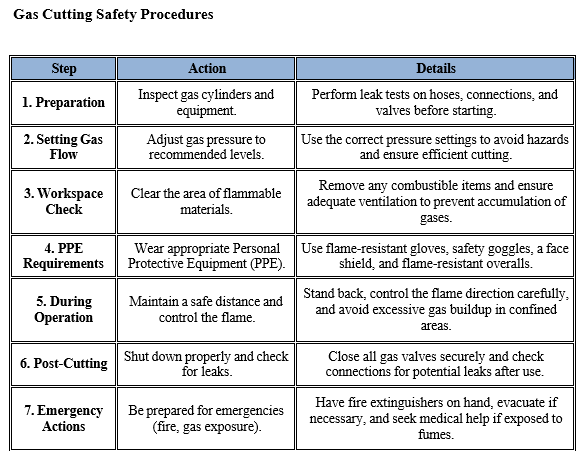 Gas Cutting Safety Procedures
Step
Action
Details
1. Preparation
Inspect gas cylinders and
equipment.
Perform leak tests on hoses, connections, and
valves before starting.
2. Setting Gas
Flow
Adjust gas pressure to
recommended levels.
Use the correct pressure settings to avoid hazards
and ensure efficient cutting.
3. Workspace
Check
Clear the area of flammable
materials.
Remove any combustible items and ensure
adequate ventilation to prevent accumulation of
gases.
4. PPE
Requirements
Wear appropriate Personal
Protective Equipment (PPE).
Use flame-resistant gloves, safety goggles, a face
shield, and flame-resistant overalls.
5. During
Operation
Maintain a safe distance and
control the flame.
Stand back, control the flame direction carefully,
and avoid excessive gas buildup in confined
areas.
6. Post-Cutting
Shut down properly and check
for leaks.
Close all gas valves securely and check
connections for potential leaks after use.
7. Emergency
Actions
Be prepared for emergencies
(fire, gas exposure).
Have fire extinguishers on hand, evacuate if
necessary, and seek medical help if exposed to
fumes.